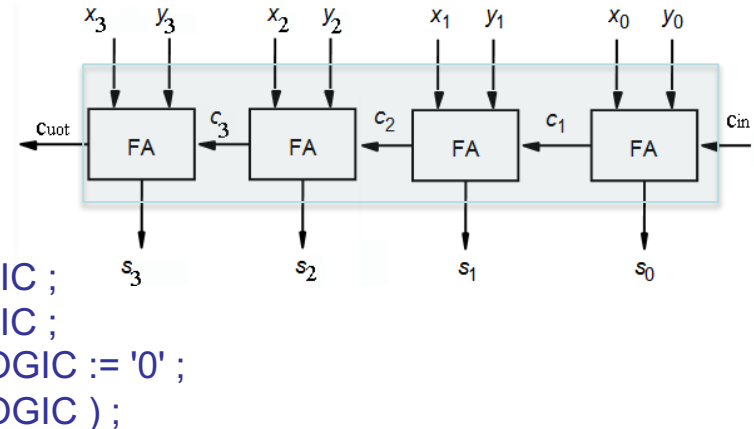 x3 y3 x2 y2 x1 y1 x0 y0
cuot FA c3 FA c2 FA c1 FA cin
s3 s2 s1 s0
IC ;
IC ;
OGIC := '0' ;
OGIC ) ;